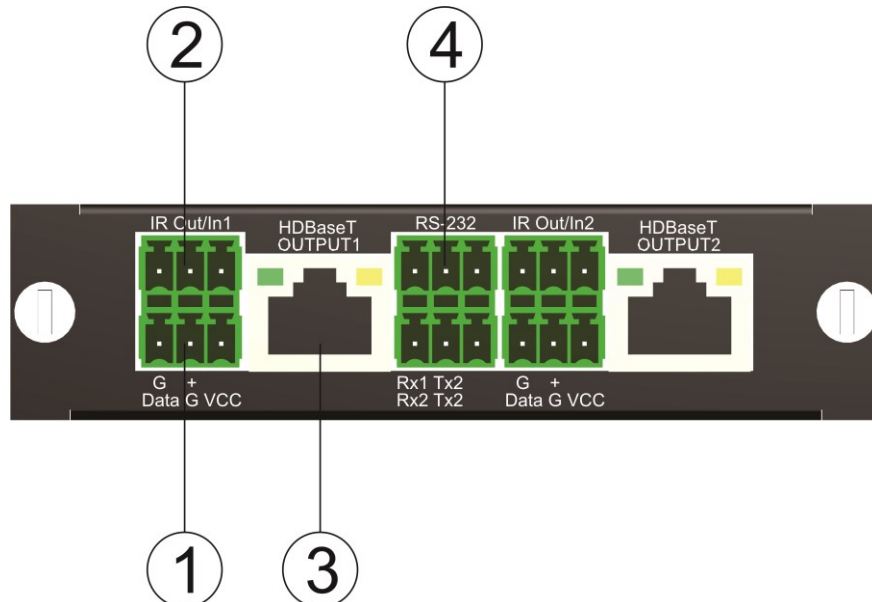 2
4
IR Out/In1
HDBaseT
OUTPUT1
RS-232
IR Out/In2
HDBaseT
OUTPUT2
G +
Data G VCC
Rx1 Tx2
Rx2 Tx2
G +
Data G VCC
1
3